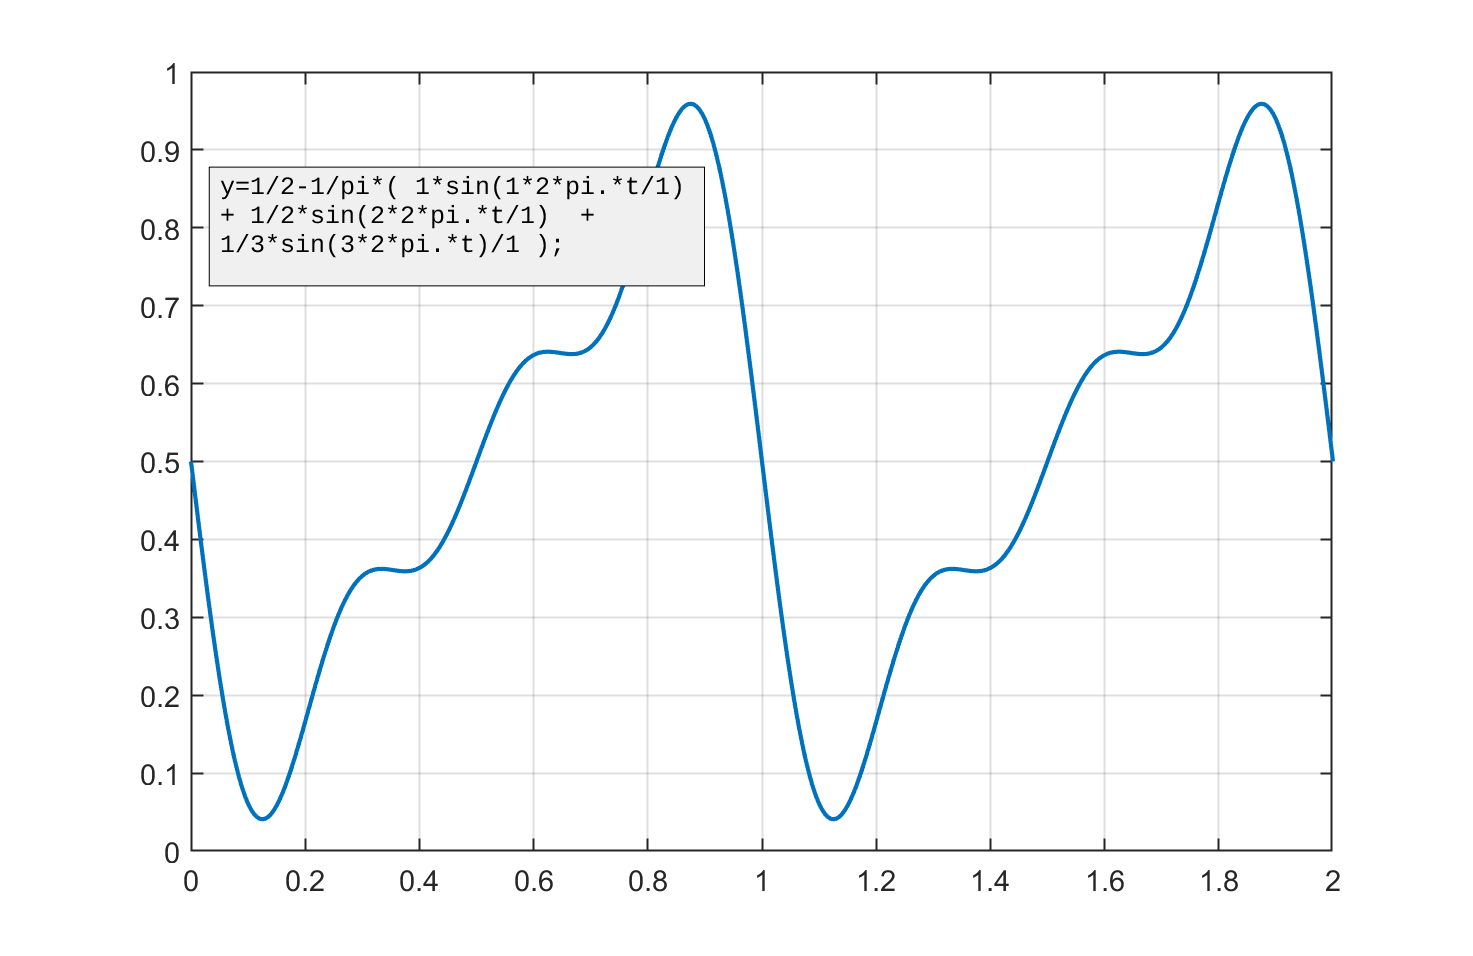 1
0.9
y=1/2-1/pi*( 1*sin(1*2*pi.*t/1)
+ 1/2*sin(2*2*pi.*t/1)  +
1/3*sin(3*2*pi.*t)/1 );
0.8
0.7
0.6
0.5
0.4
0.3
0.2
0.1
0
0 0.2 0.4 0.6 0.8 1 1.2 1.4 1.6 1.8 2